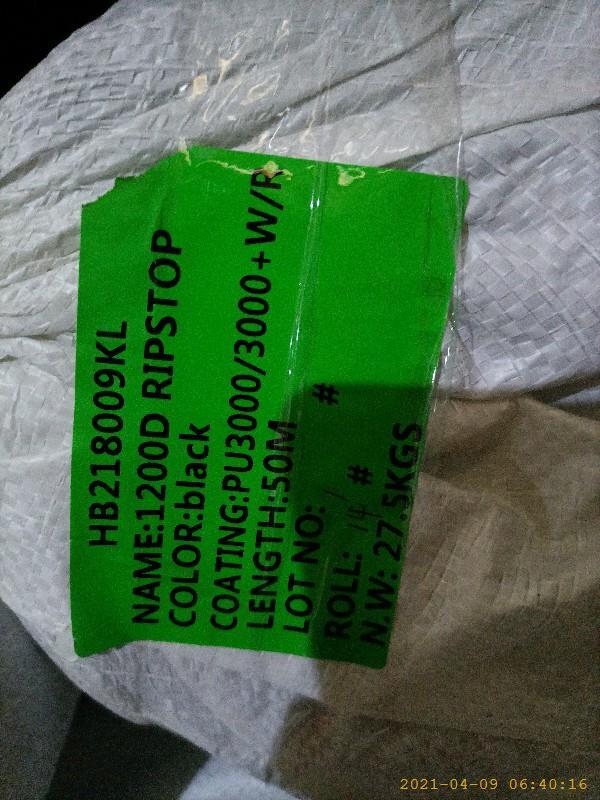 HB218009KL
NAME:1200D RIPSTOP
COLOR:black
COATING:PU3000/3000+W/R
LENGTH:50M
LOT NO: #
ROLL: 14 #
N.W: 27.5KGS
2021-04-09 06:40:16